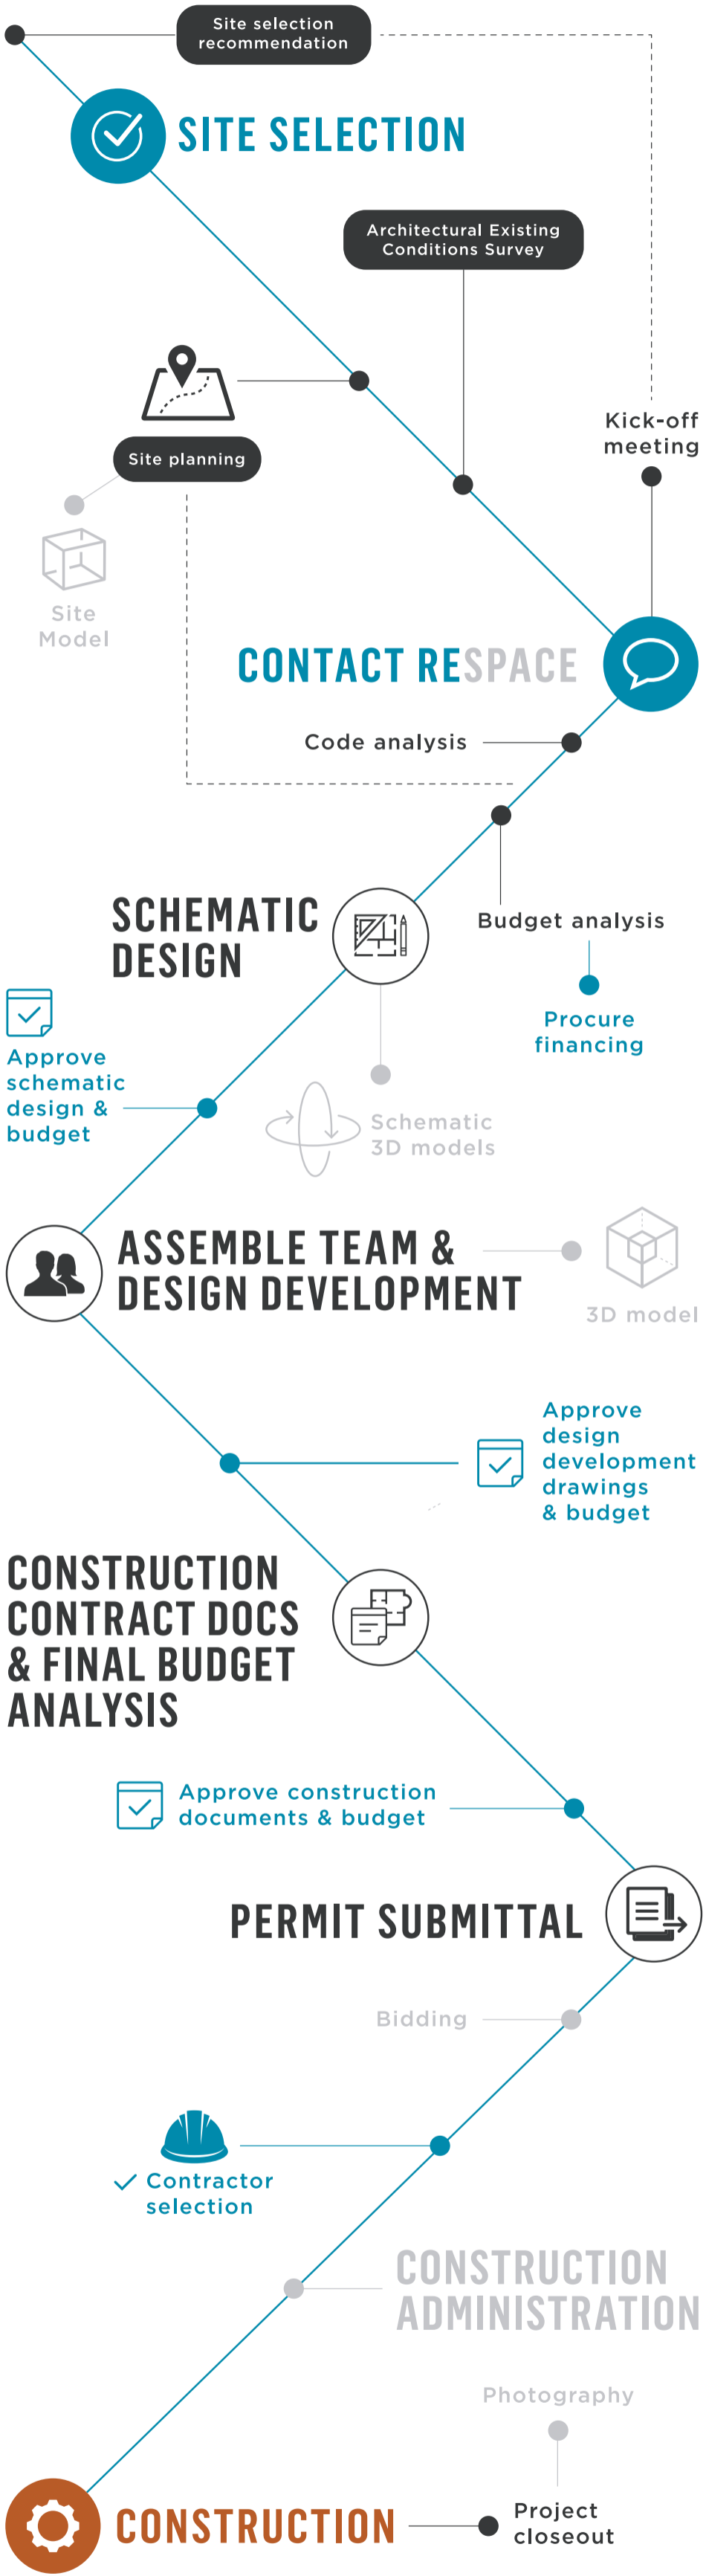 Site selection
recommendation
SITE SELECTION
Architectural Existing
Conditions Survey
Kick-off
meeting
Site planning
Site
Model
CONTACT RESPACE
Code analysis
SCHEMATIC
DESIGN
Budget analysis
Procure
financing
Approve
schematic
design &
budget
Schematic
3D models
ASSEMBLE TEAM &
DESIGN DEVELOPMENT
3D model
Approve
design
development
drawings
& budget
CONSTRUCTION
CONTRACT DOCS
& FINAL BUDGET
ANALYSIS
Approve construction
documents & budget
PERMIT SUBMITTAL
Bidding
Contractor
selection
CONSTRUCTION
ADMINISTRATION
Photography
CONSTRUCTION
Project
closeout